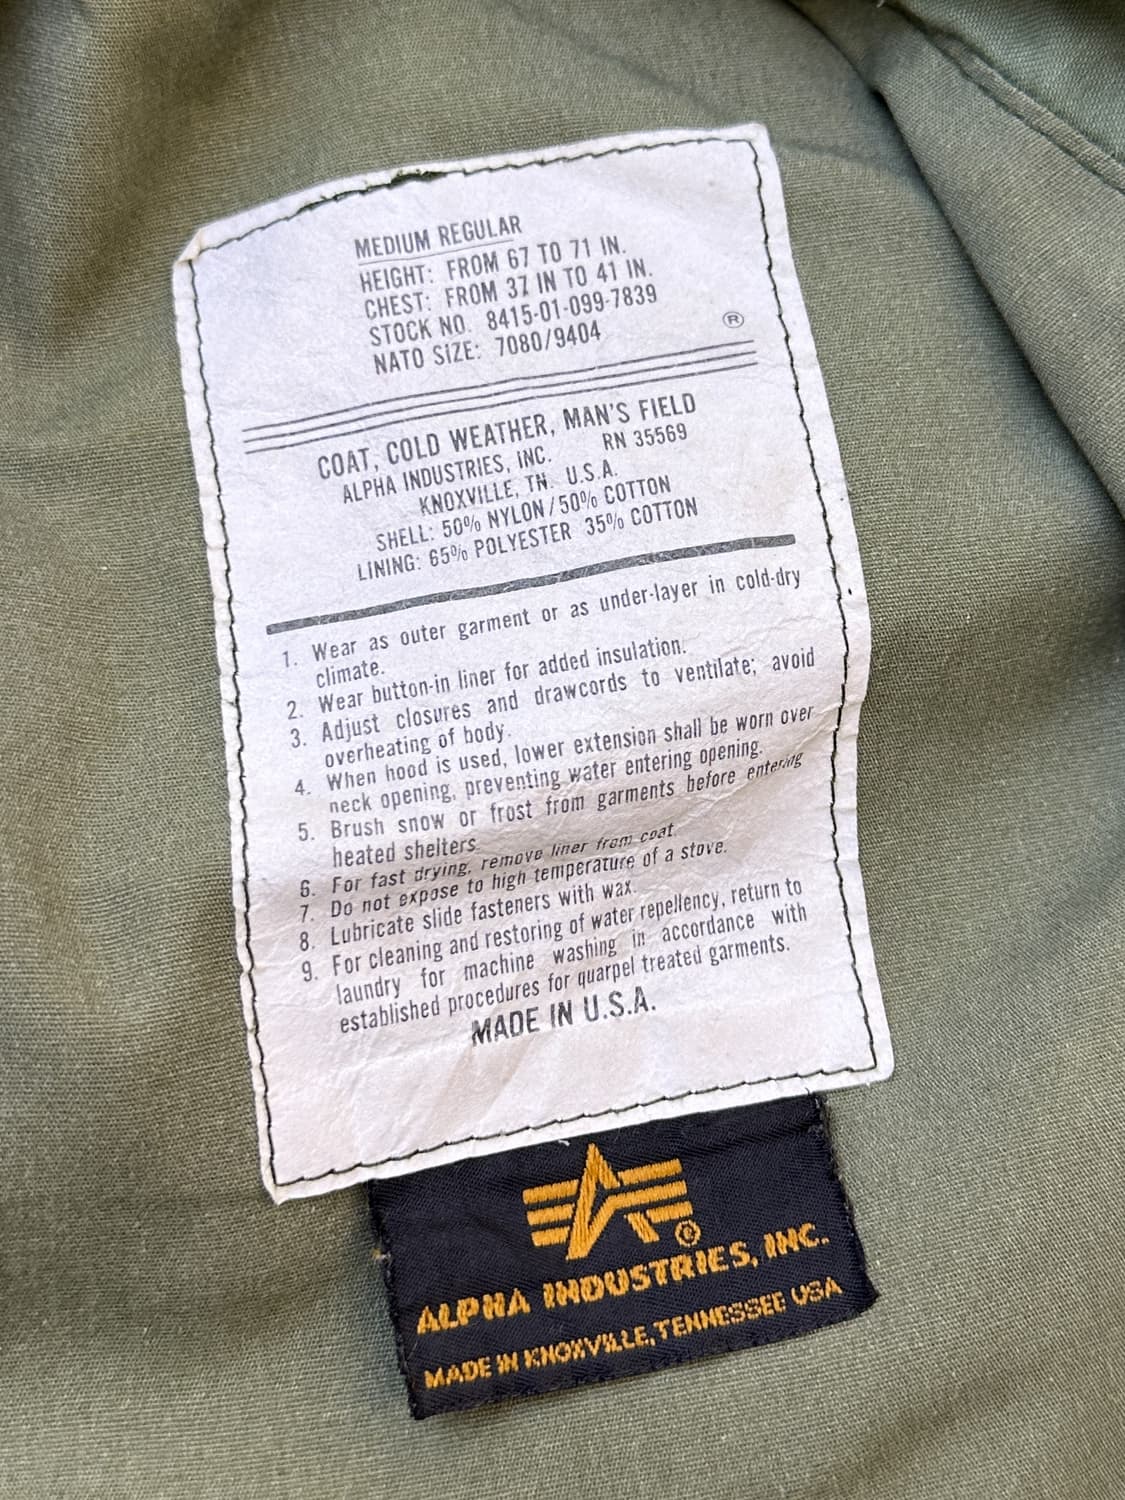 MEDIUM REGULAR
HEIGHT: FROM 67 TO 71 IN.
CHEST: FROM 37 IN TO 41 IN.
STOCK NO. 8415-01-099-7839
NATO SIZE: 7080/9404
®
COAT, COLD WEATHER, MAN'S FIELD
ALPHA INDUSTRIES, INC. RN 35569
KNOXVILLE, TN. U.S.A.
SHELL: 50% NYLON/50% COTTON
LINING: 65% POLYESTER 35% COTTON
1. Wear as outer garment or as under-layer in cold-dry
climate.
2. Wear button-in liner for added insulation.
3. Adjust closures and drawcords to ventilate; avoid
overheating of body.
4. When hood is used, lower extension shall be worn over
neck opening, preventing water entering opening.
5. Brush snow or frost from garments before entering
heated shelters.
6. For fast drying, remove liner from coat.
7. Do not expose to high temperature of a stove.
8. Lubricate slide fasteners with wax.
9. For cleaning and restoring of water repellency, return to
laundry for machine washing in accordance with
established procedures for quarpel treated garments.
MADE IN U.S.A.
®
ALPHA INDUSTRIES, INC.
MADE IN KNOXVILLE, TENNESSEE USA